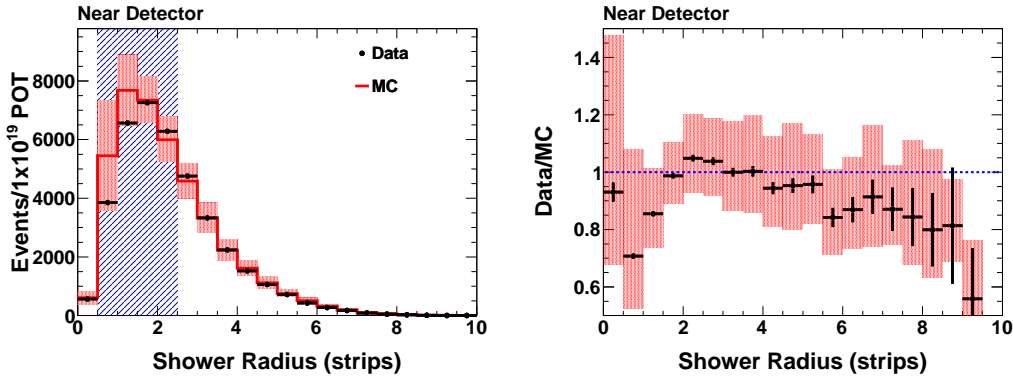 Near Detector
Events/1x10^19 POT
8000
6000
4000
2000
0
Data
MC
0 2 4 6 8 10
Shower Radius (strips)
Near Detector
Data/MC
1.4
1.2
1
0.8
0.6
0 2 4 6 8 10
Shower Radius (strips)